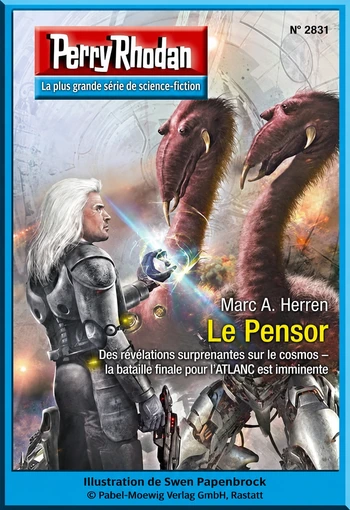 N° 2831
Perry Rhodan
La plus grande série de science-fiction
Marc A. Herren
Le Pensor
Des révélations surprenantes sur le cosmos –
la bataille finale pour l'ATLANC est imminente
Illustration de Swen Papenbrock
© Pabel-Moewig Verlag GmbH, Rastatt